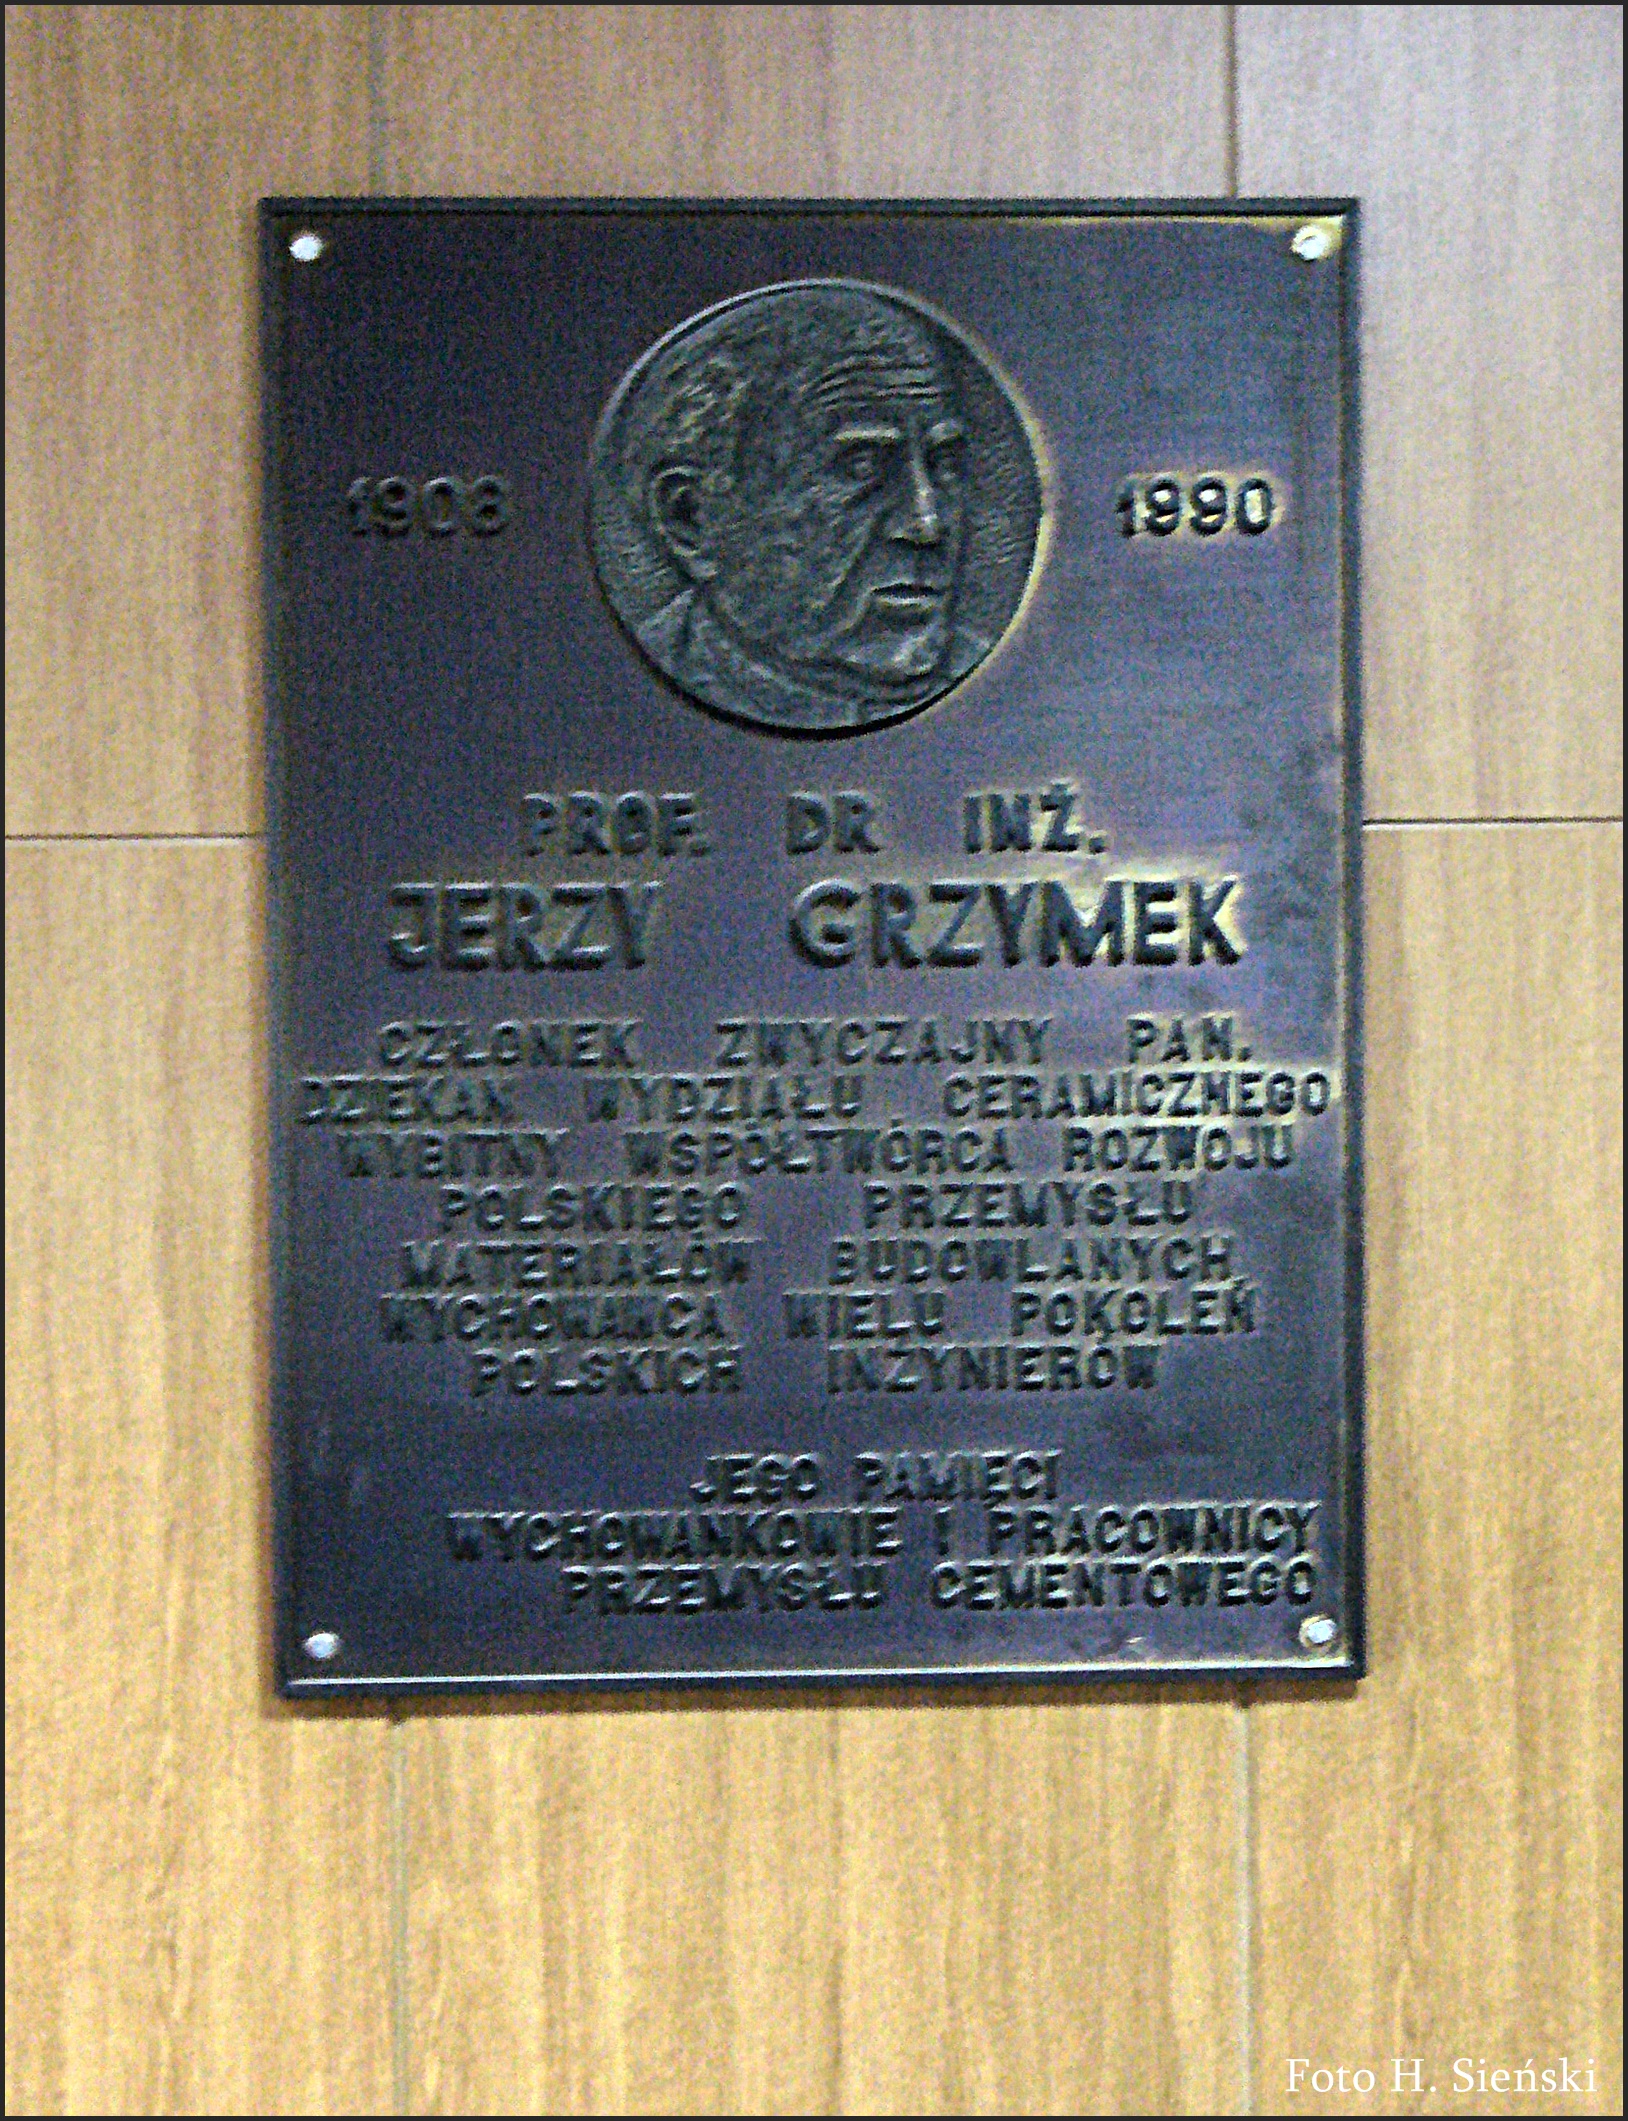 1908 1990
PROF. DR INŻ.
JERZY GRZYMEK
CZŁONEK ZWYCZAJNY PAN.
DZIEKAN WYDZIAŁU CERAMICZNEGO
WYBITNY WSPÓŁTWÓRCA ROZWOJU
POLSKIEGO PRZEMYSŁU
MATERIAŁÓW BUDOWLANYCH
WYCHOWAWCA WIELU POKOLEŃ
POLSKICH INŻYNIERÓW
JEGO PAMIĘCI
WYCHOWANKOWIE I PRACOWNICY
PRZEMYSŁU CEMENTOWEGO
Foto H. Sieński